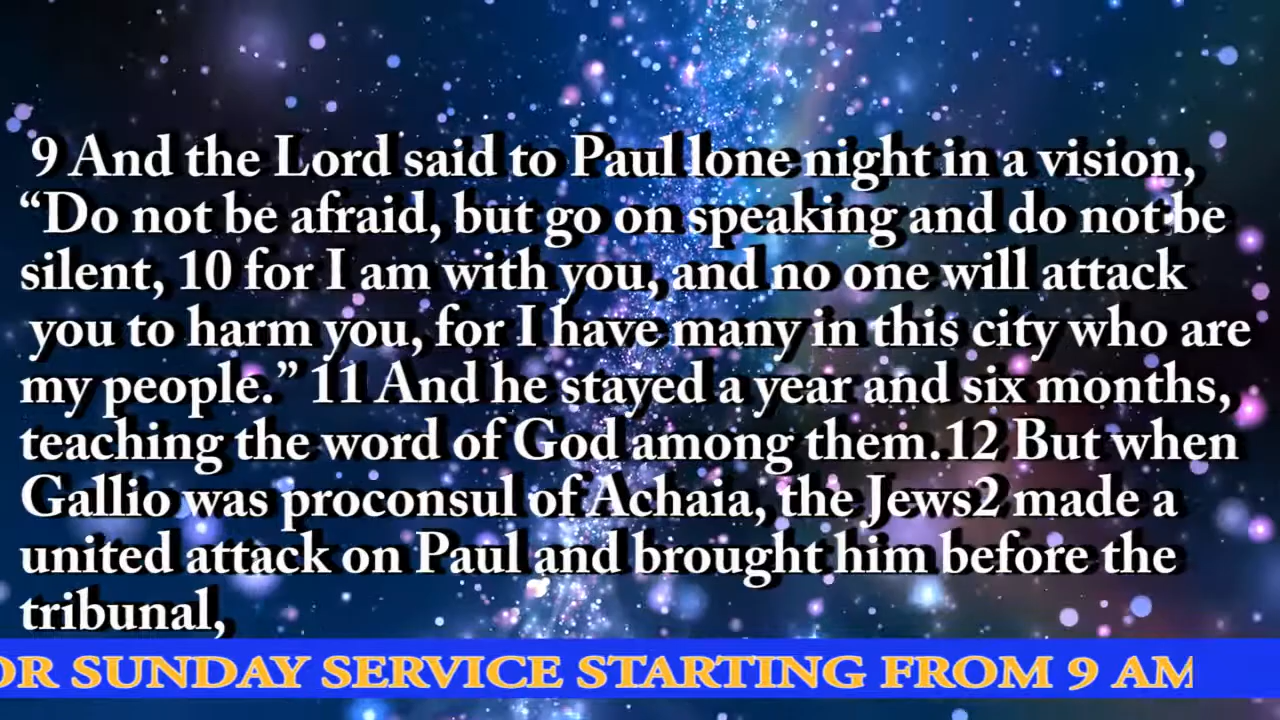 9 And the Lord said to Paul lone night in a vision,
“Do not be afraid, but go on speaking and do not be
silent, 10 for I am with you, and no one will attack
you to harm you, for I have many in this city who are
my people.” 11 And he stayed a year and six months,
teaching the word of God among them.12 But when
Gallio was proconsul of Achaia, the Jews2 made a
united attack on Paul and brought him before the
tribunal,
OR SUNDAY SERVICE STARTING FROM 9 AM